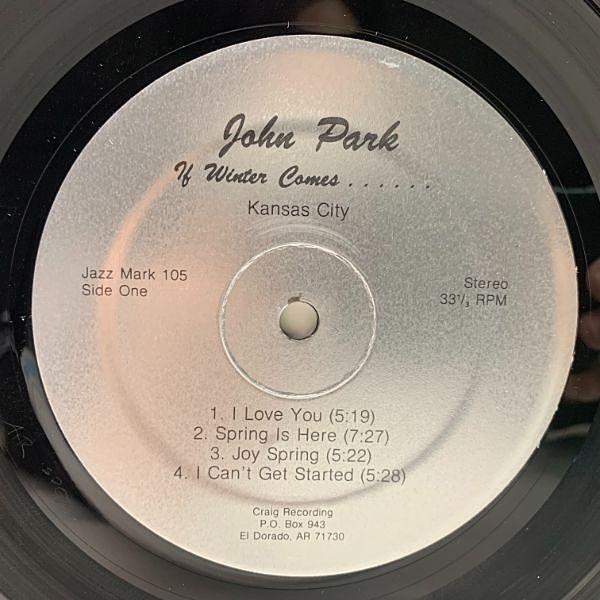 John Park
If Winter Comes......
Kansas City
Jazz Mark 105
Side One
Stereo
33⅓ RPM
1. I Love You (5:19)
2. Spring Is Here (7:27)
3. Joy Spring (5:22)
4. I Can't Get Started (5:28)
Craig Recording
P.O. Box 943
El Dorado, AR 71730